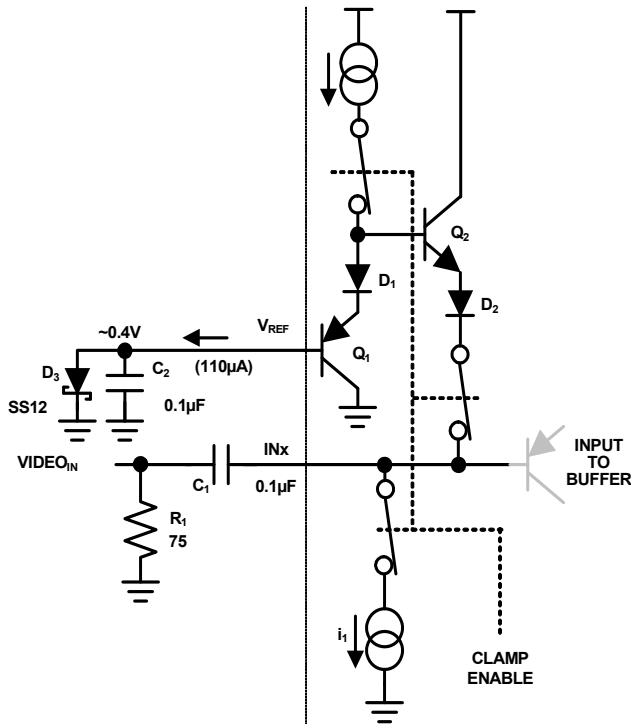 Q2
D1
D2
~0.4V
VREF
(110µA)
Q1
D3
C2
SS12
0.1µF
VIDEOIN
INx
INPUT
TO
BUFFER
C1
0.1µF
R1
75
i1
CLAMP
ENABLE